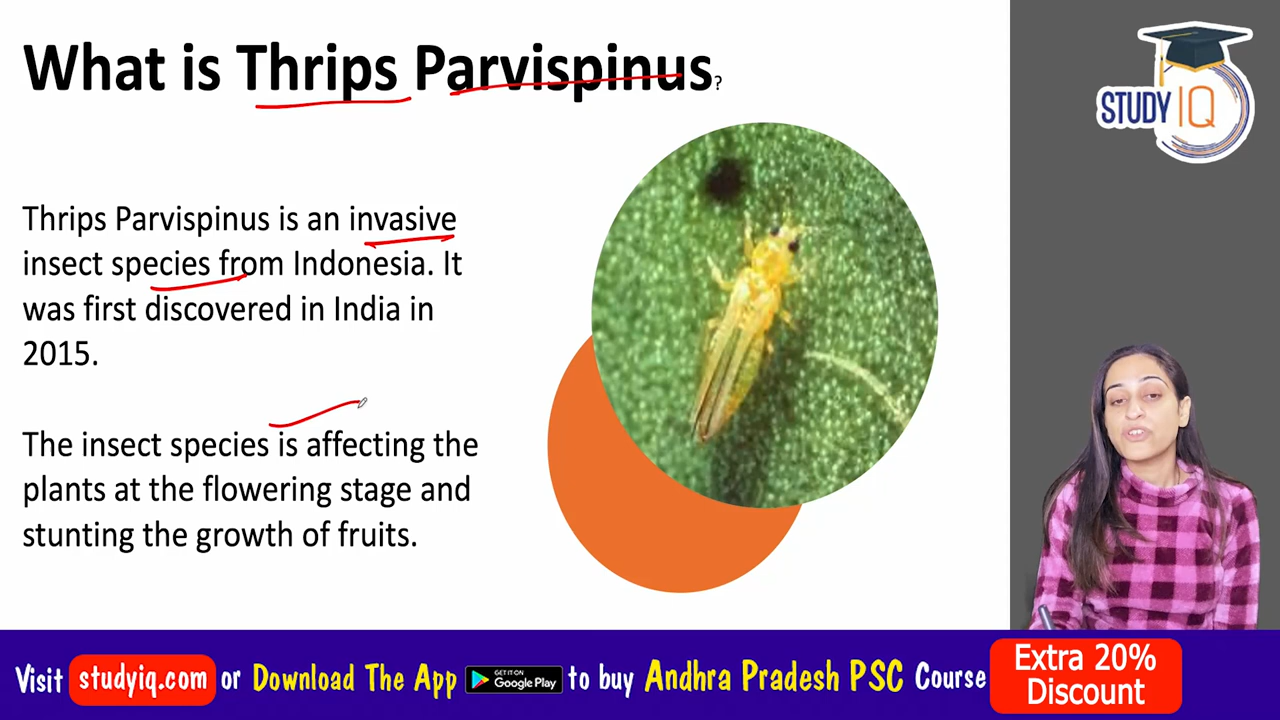 What is Thrips Parvispinus?
STUDY IQ
Thrips Parvispinus is an invasive
insect species from Indonesia. It
was first discovered in India in
2015.
The insect species is affecting the
plants at the flowering stage and
stunting the growth of fruits.
Visit studyiq.com or Download The App GET IT ON Google Play to buy Andhra Pradesh PSC Course
Extra 20%
Discount